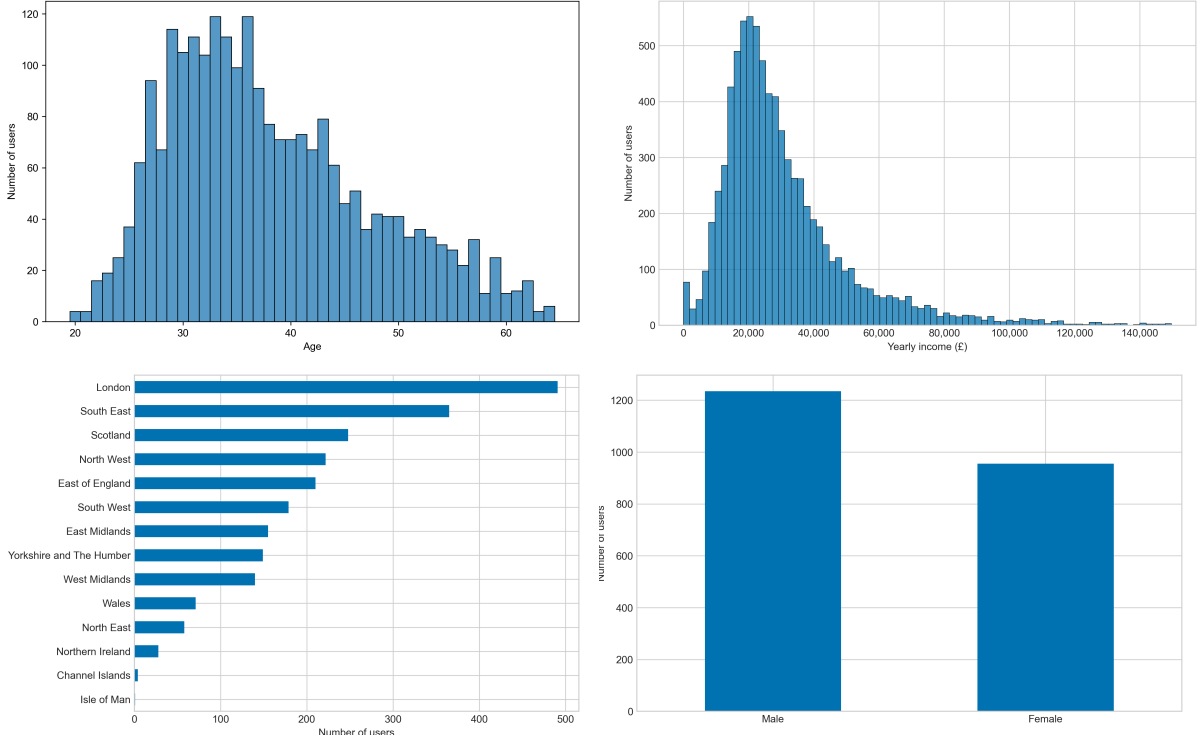 120
100
80
60
40
20
0
Number of users
20 30 40 50 60
Age
500
400
300
200
100
0
Number of users
0 20,000 40,000 60,000 80,000 100,000 120,000 140,000
Yearly income (£)
London
South East
Scotland
North West
East of England
South West
East Midlands
Yorkshire and The Humber
West Midlands
Wales
North East
Northern Ireland
Channel Islands
Isle of Man
0 100 200 300 400 500
Number of users
1200
1000
800
600
400
200
0
Number of users
Male Female